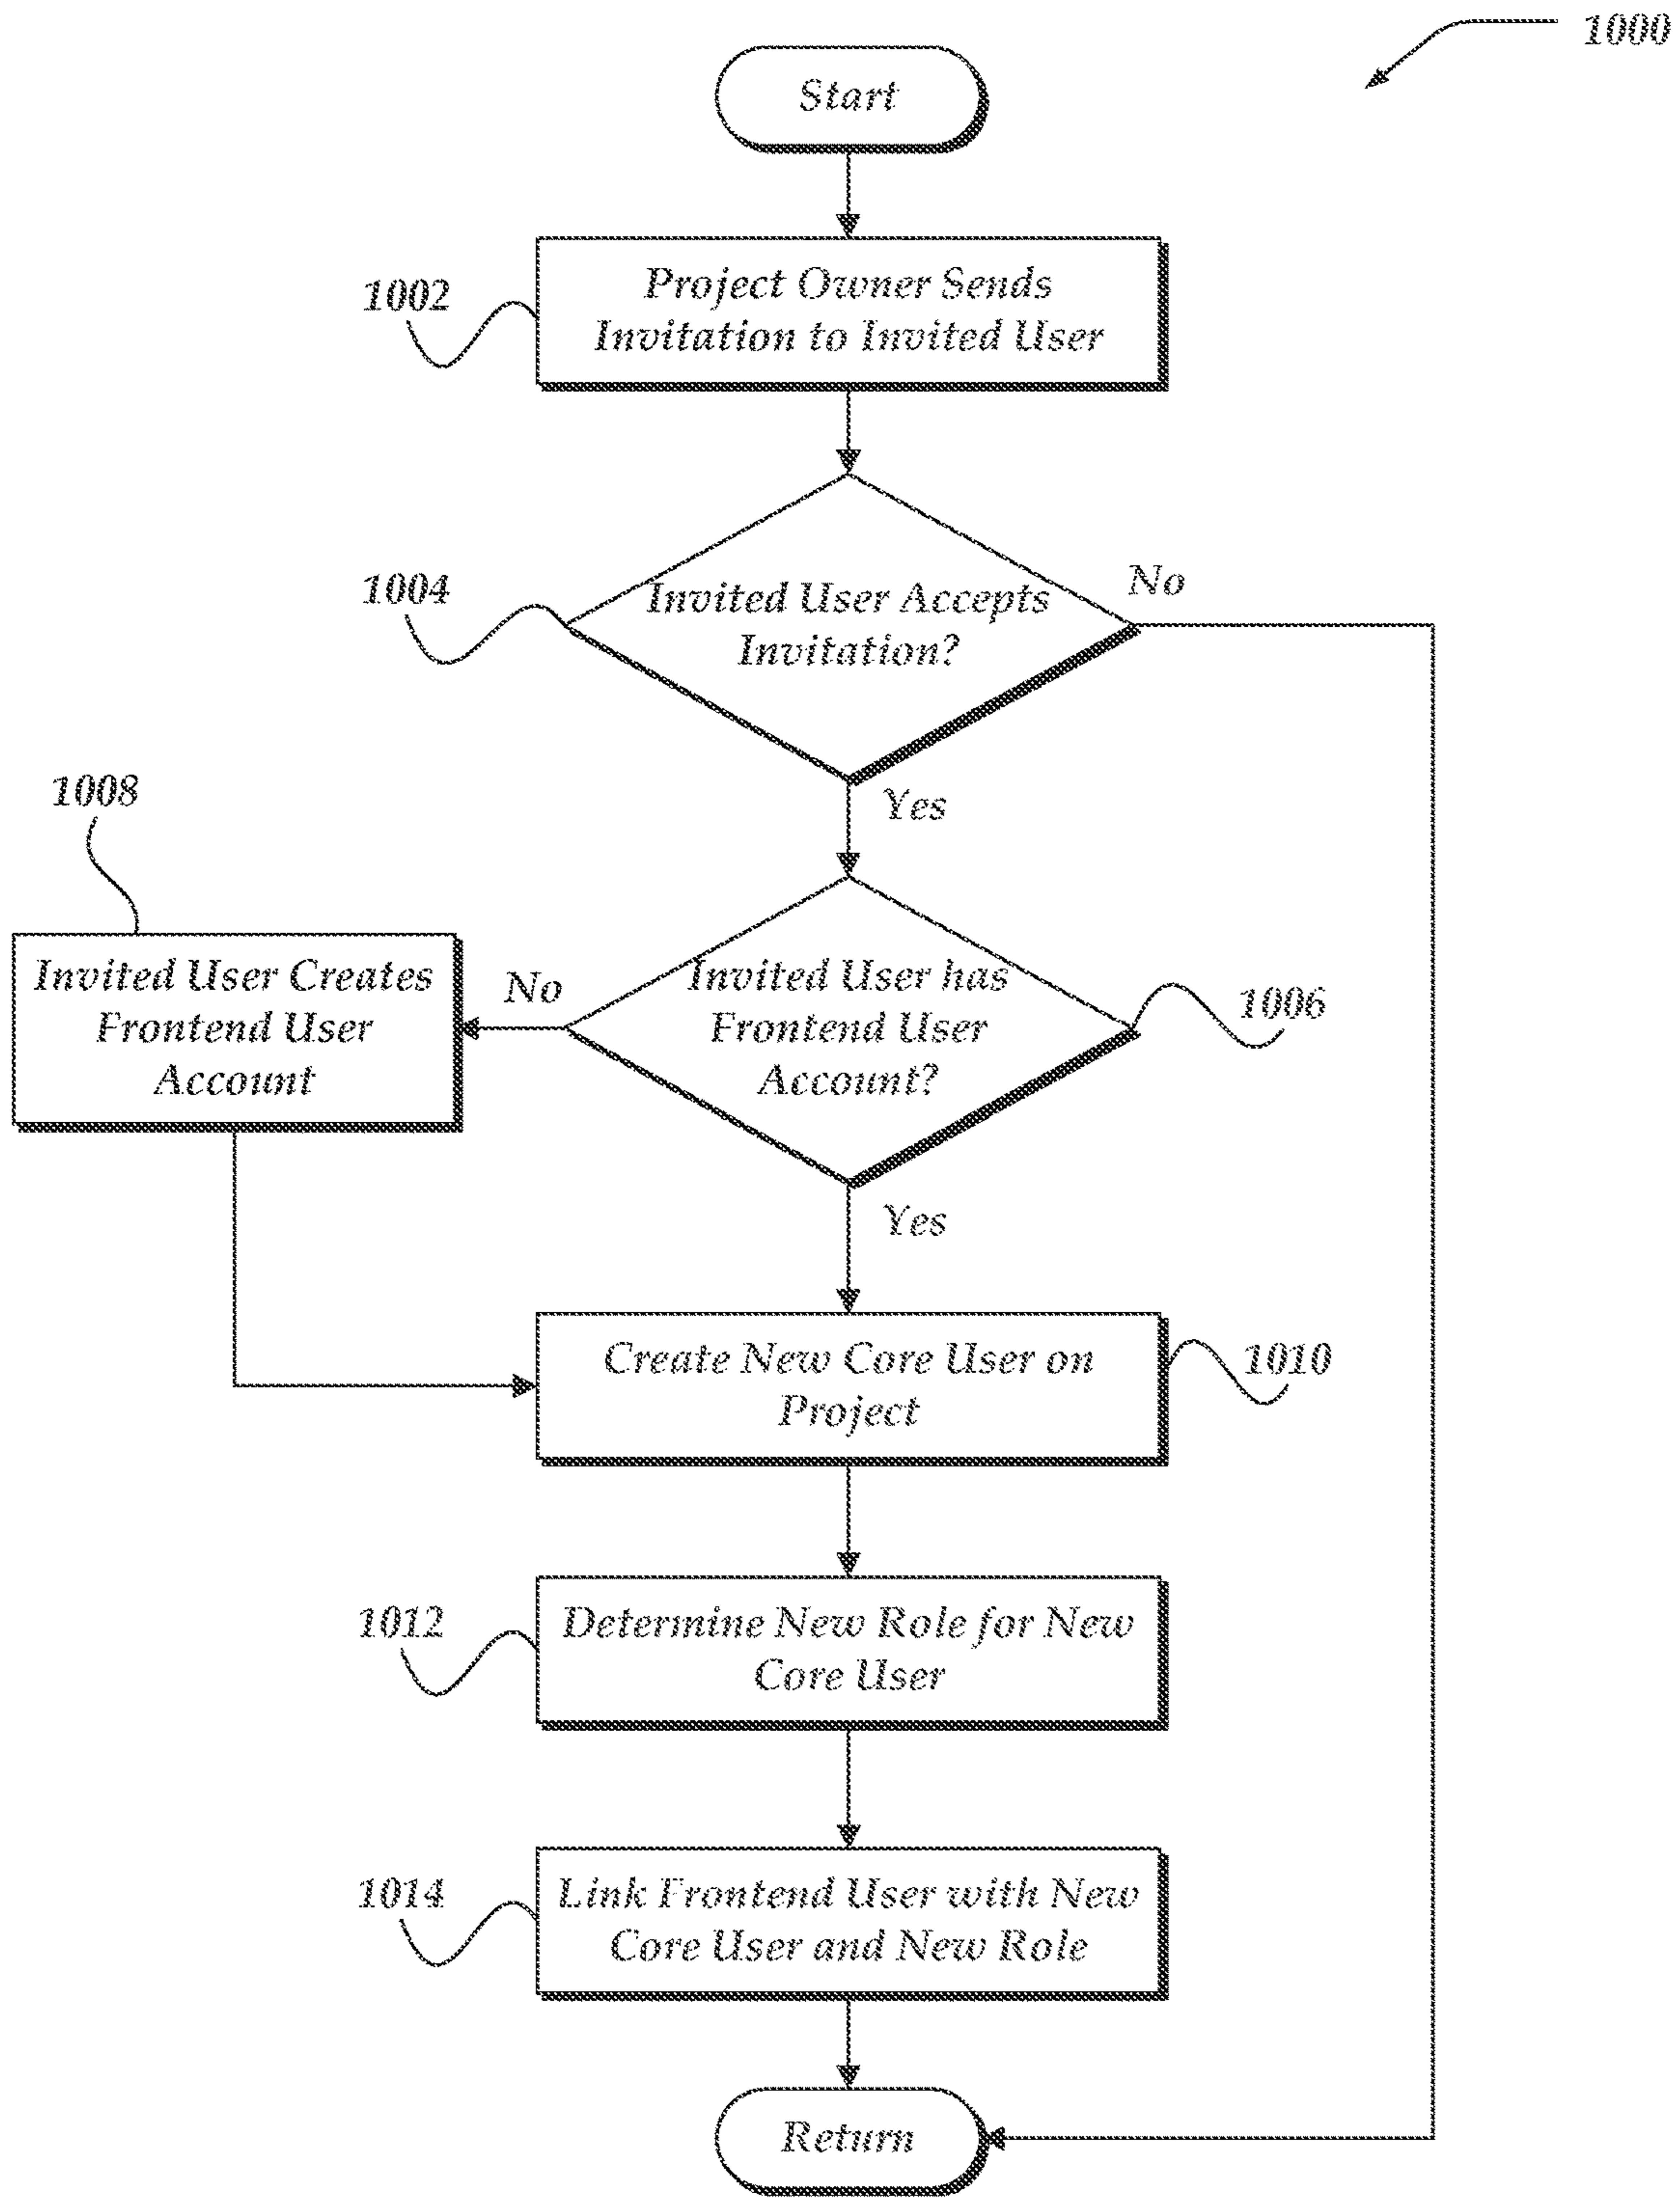 1000
Start
1002
Project Owner Sends
Invitation to Invited User
1004
Invited User Accepts
Invitation?
No
Yes
1008
Invited User Creates
Frontend User
Account
No
Invited User has
Frontend User
Account?
1006
Yes
Create New Core User on
Project
1010
1012
Determine New Role for New
Core User
1014
Link Frontend User with New
Core User and New Role
Return